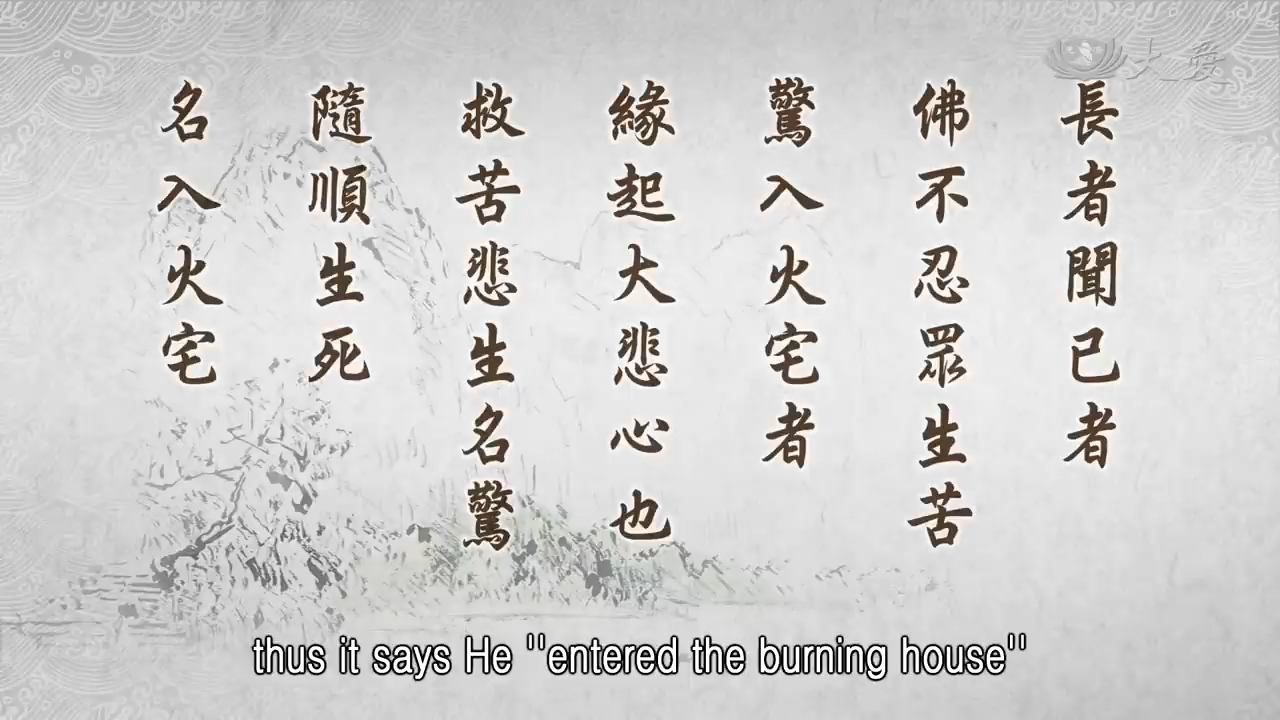 大愛
長者聞已者
佛不忍眾生苦
驚入火宅者
緣起大悲心也
救苦悲生名驚
隨順生死
名入火宅
thus it says He ''entered the burning house''